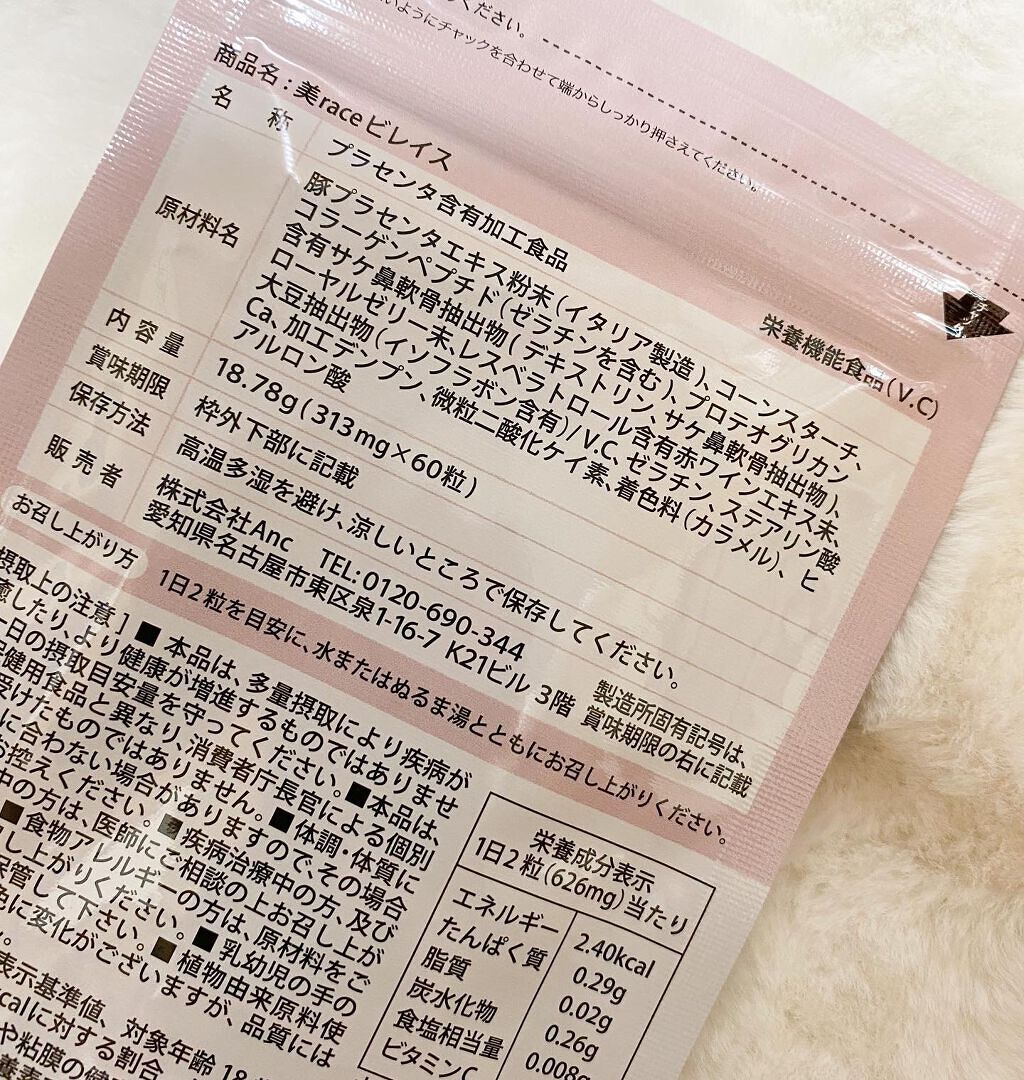 ください。
いようにチャックを合わせて端からしっかり押さえてください。
商品名：美raceビレイス
栄養機能食品(V.C)
名称 プラセンタ含有加工食品
原材料名 豚プラセンタエキス粉末(イタリア製造)、コーンスターチ、
コラーゲンペプチド(ゼラチンを含む)、プロテオグリカン
含有サケ鼻軟骨抽出物(デキストリン、サケ鼻軟骨抽出物)、
ローヤルゼリー末、レスベラトロール含有赤ワインエキス末、
大豆抽出物(イソフラボン含有)/V.C、ゼラチン、ステアリン酸
Ca、加工デンプン、微粒二酸化ケイ素、着色料(カラメル)、ヒ
アルロン酸
内容量 18.78g(313mg×60粒)
賞味期限 枠外下部に記載
保存方法 高温多湿を避け、涼しいところで保存してください。
販売者 株式会社Anc TEL:0120-690-344
愛知県名古屋市東区泉1-16-7 K21ビル 3階
製造所固有記号は、
賞味期限の右に記載
お召し上がり方 1日2粒を目安に、水またはぬるま湯とともにお召し上がりください。
摂取上の注意］■本品は、多量摂取により疾病が
癒したり、より健康が増進するものではありませ
一日の摂取目安量を守ってください。■本品は、
保健用食品と異なり、消費者庁長官による個別
受けたものではありません。■体調・体質に
に合わない場合がありますので、その場合
お控えください。■疾病治療中の方、及び
中の方は、医師にご相談の上お召し上が
■食物アレルギーの方は、原材料をご
し上がりください。■乳幼児の手の
保管して下さい。■植物由来原料使
色に変化がございますが、品質には
表示基準値、対象年齢18
kcalに対する割合
や粘膜の健
栄養成分表示
1日2粒(626mg)当たり
エネルギー 2.40kcal
たんぱく質 0.29g
脂質 0.02g
炭水化物 0.26g
食塩相当量 0.008g
ビタミンC